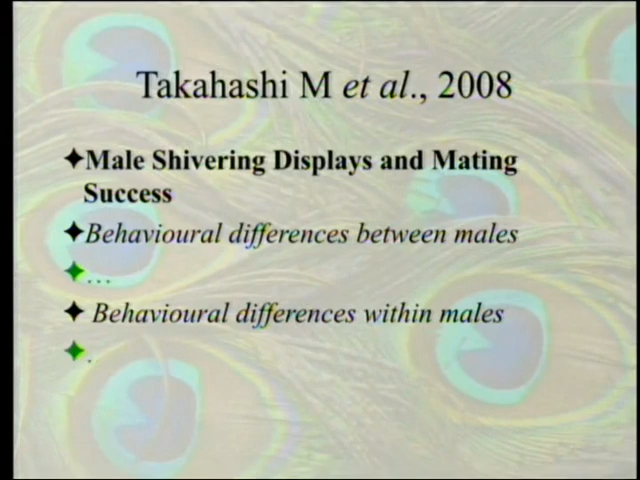 Takahashi M et al., 2008
✦Male Shivering Displays and Mating
Success
✦Behavioural differences between males
✦...
✦ Behavioural differences within males
✦.